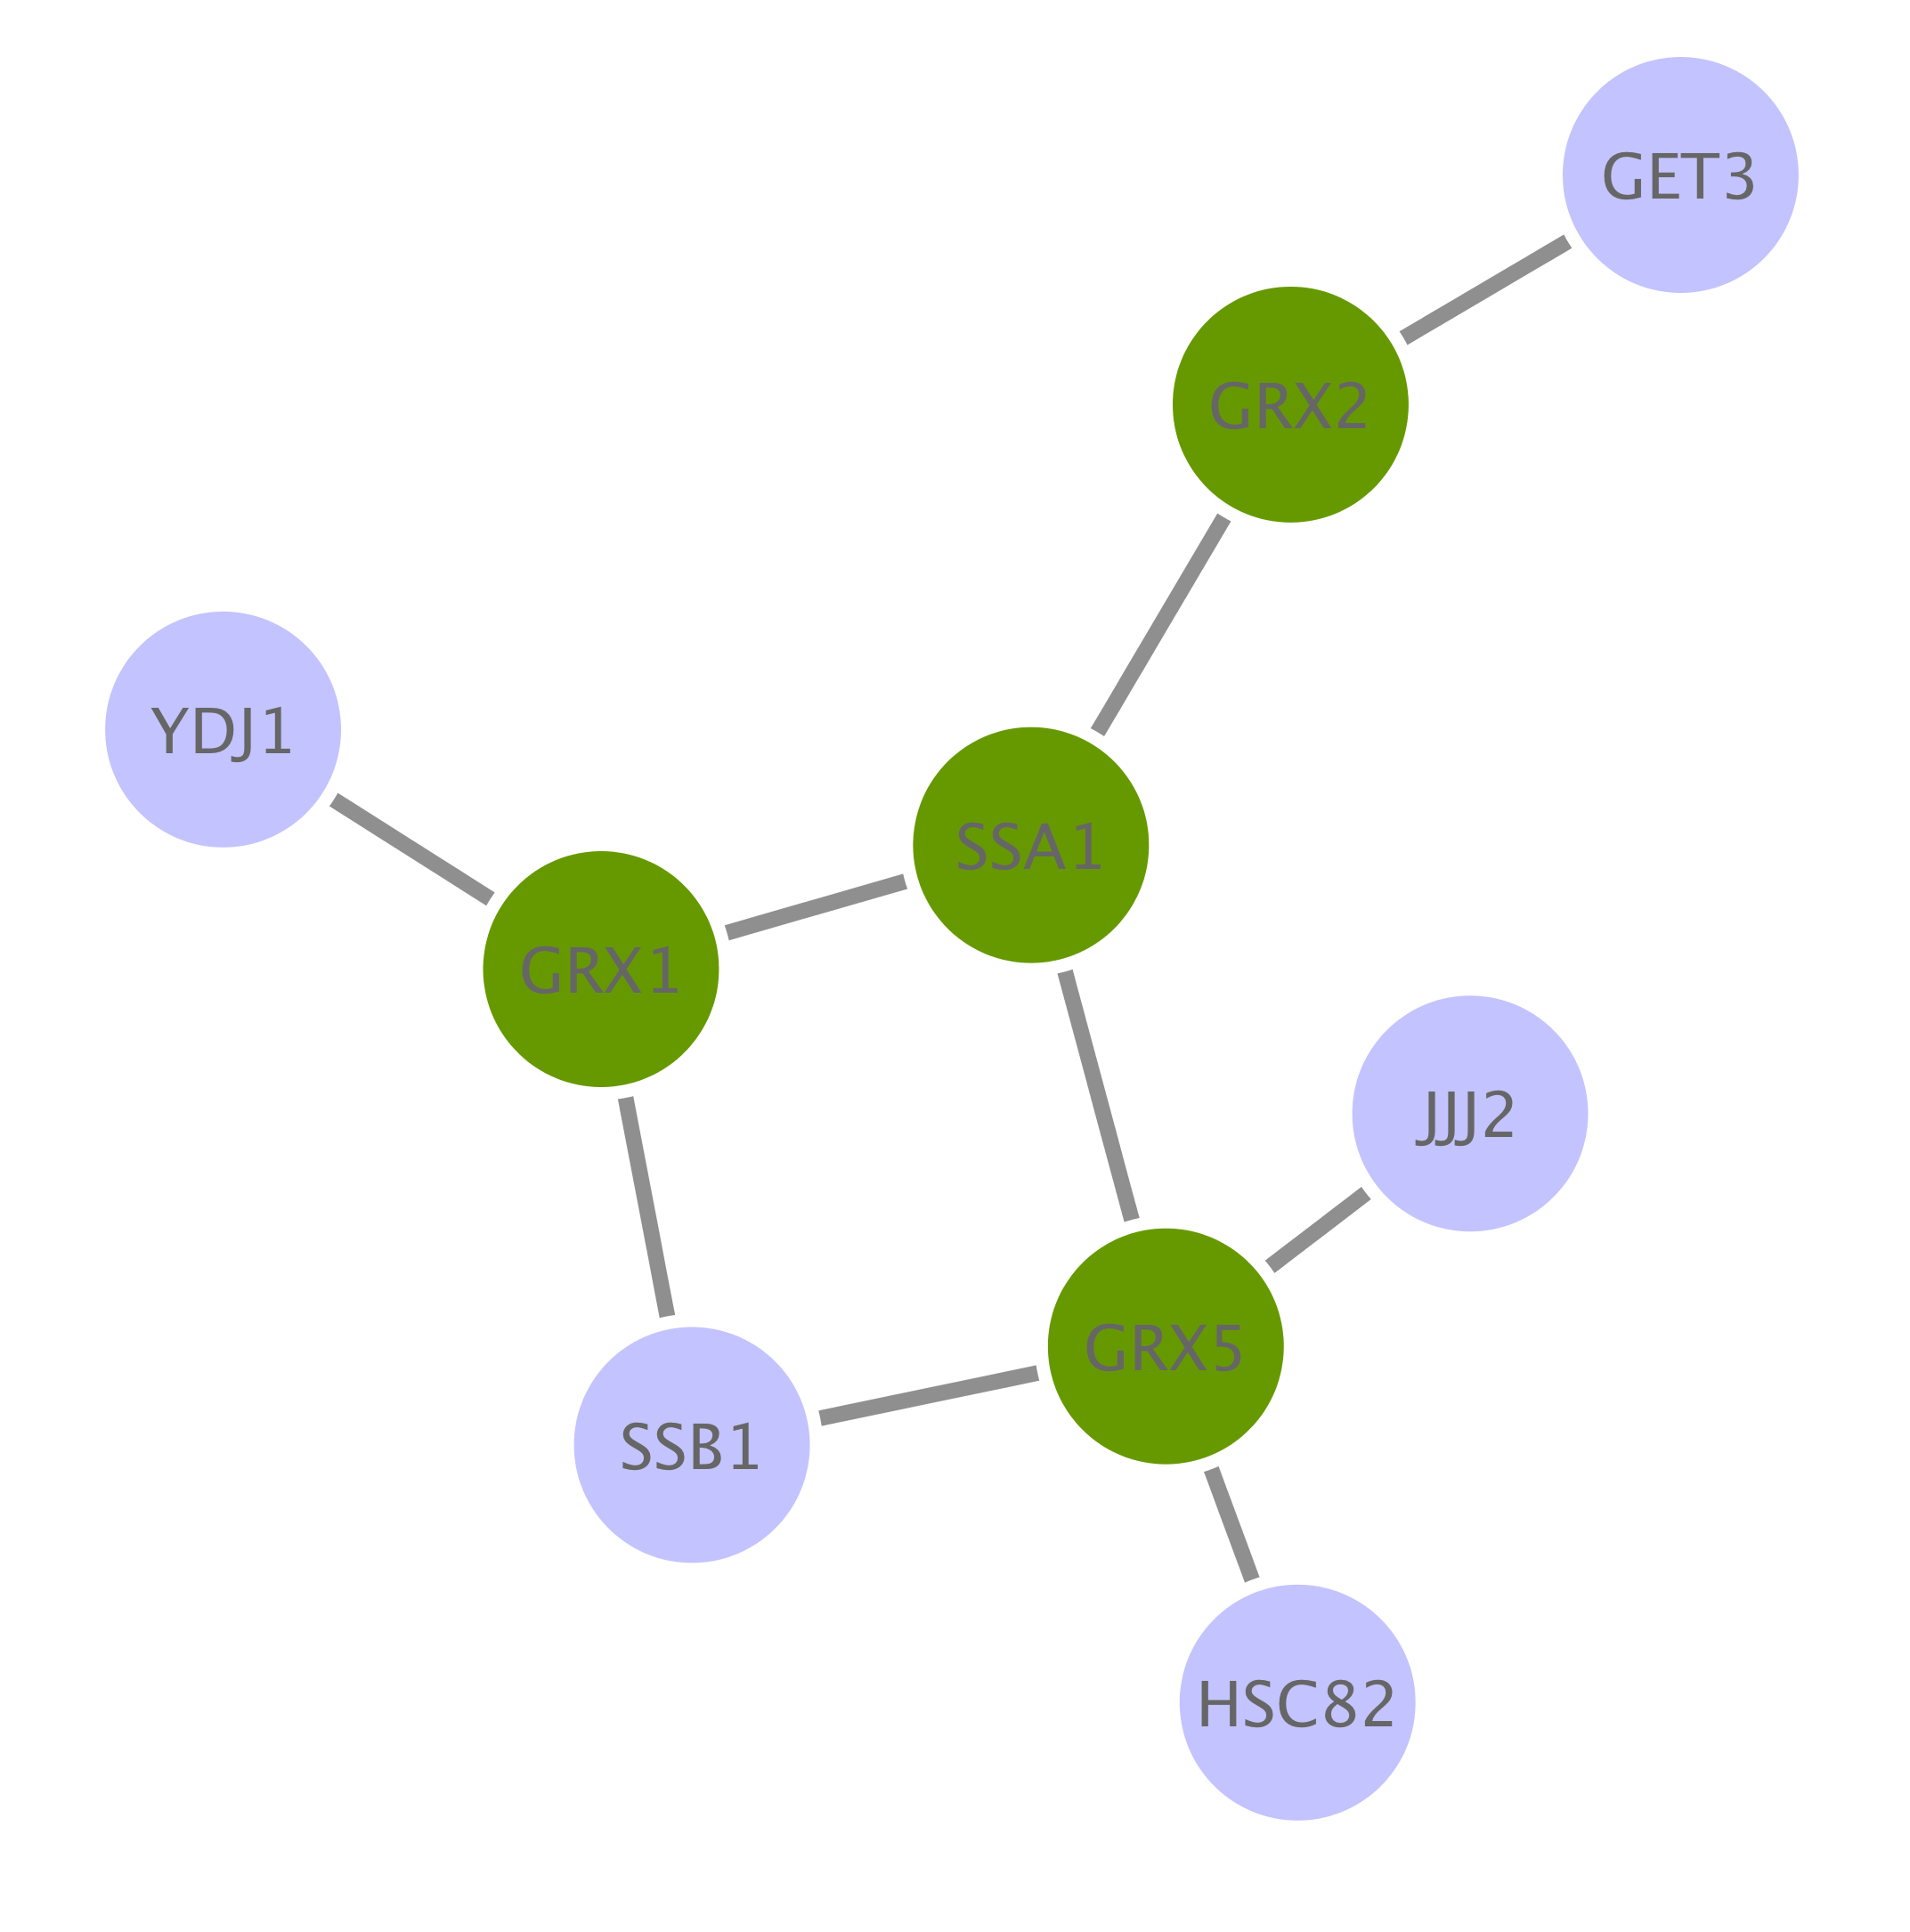 GET3
GRX2
YDJ1
SSA1
GRX1
JJJ2
GRX5
SSB1
HSC82